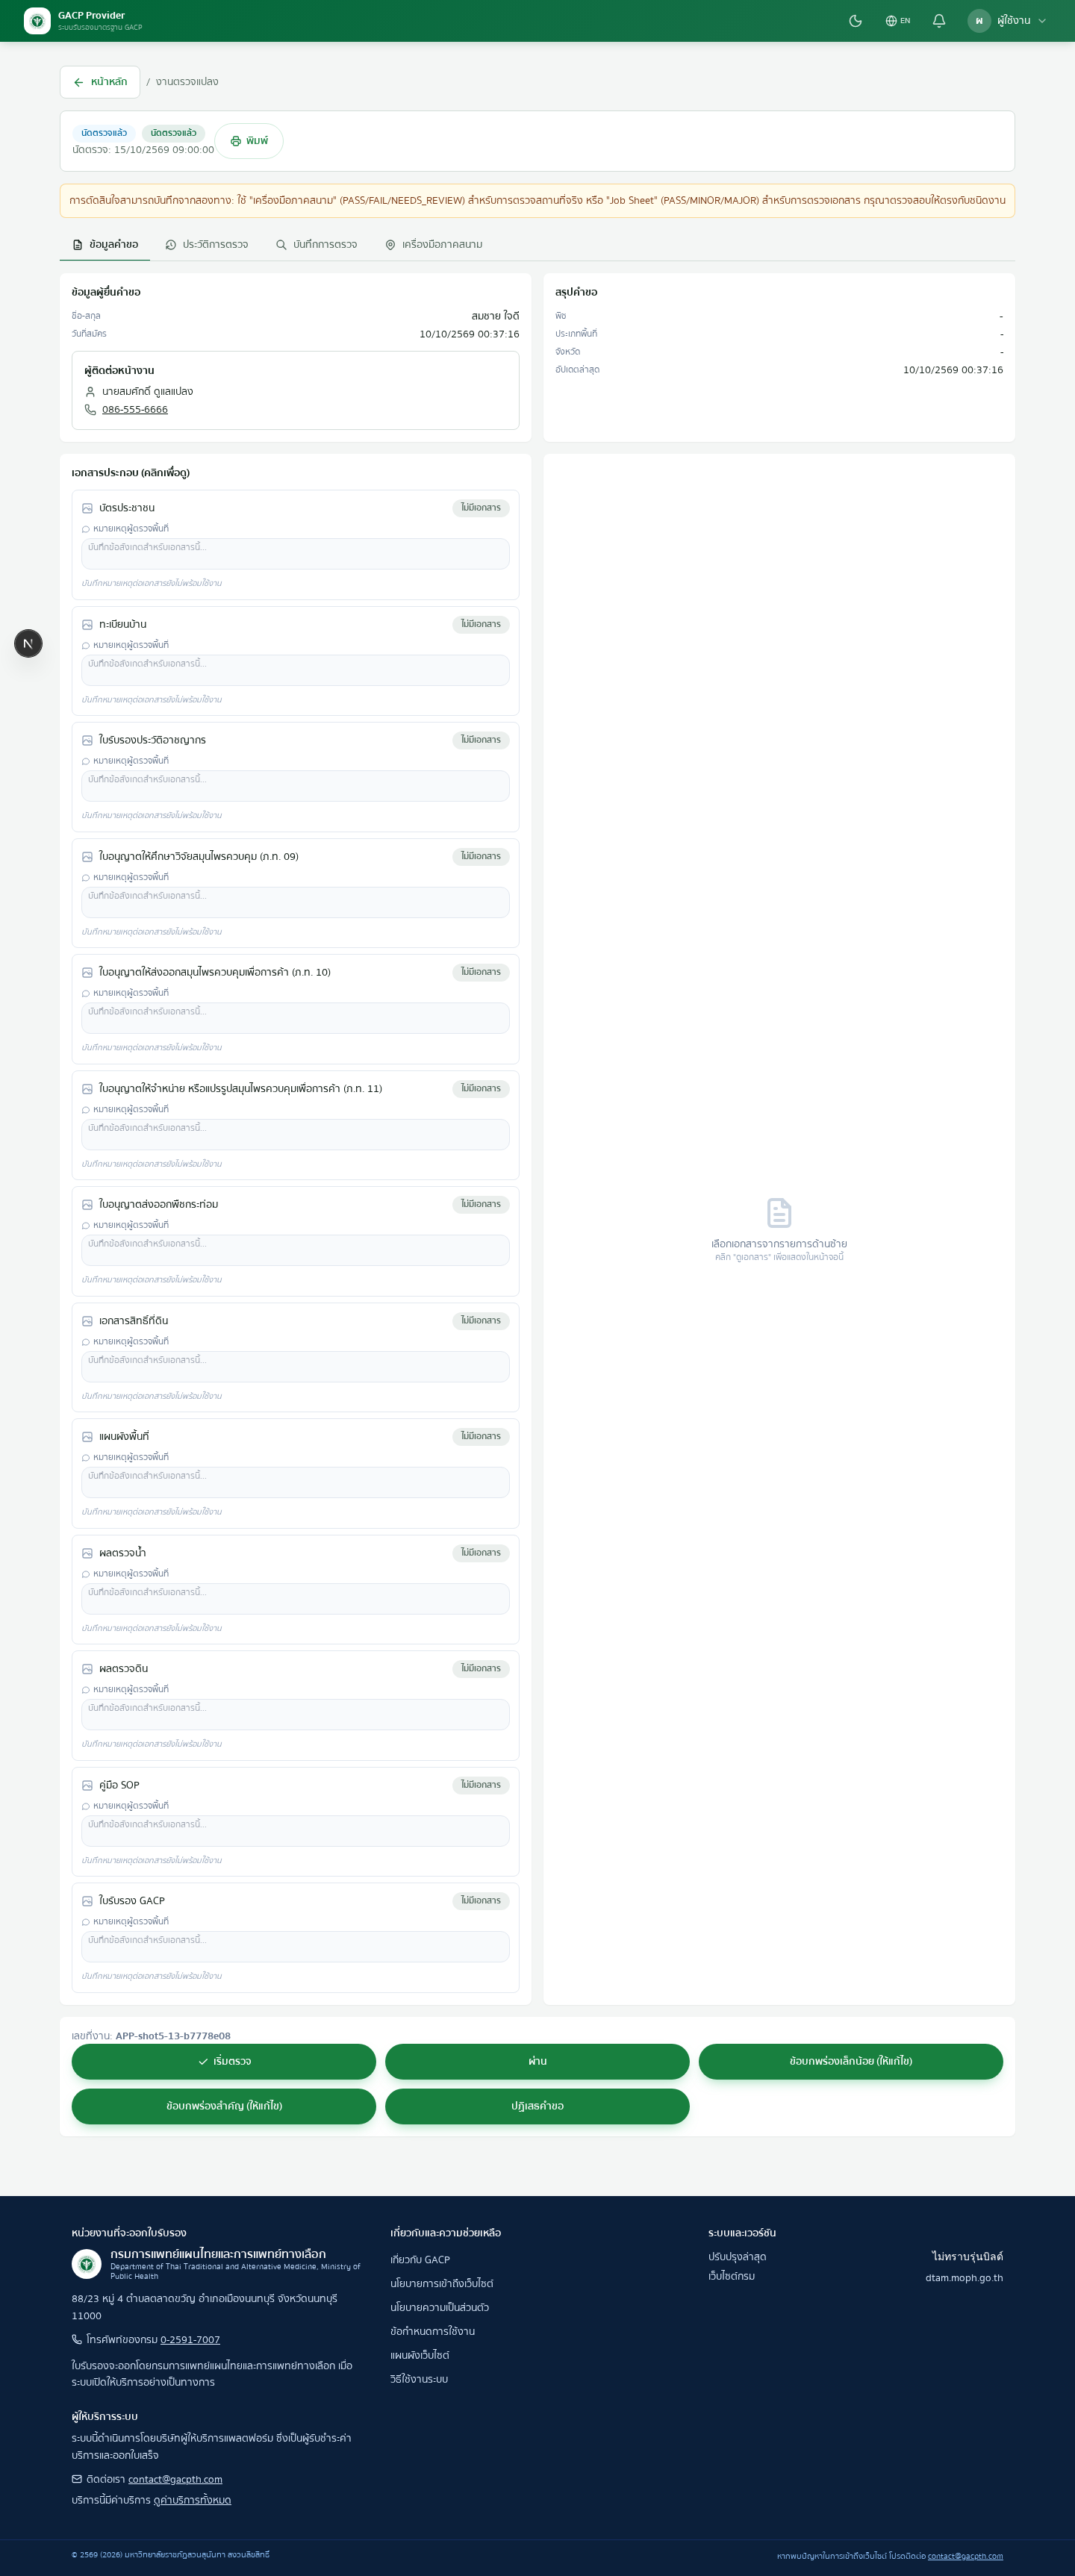 GACP Provider
ระบบรับรองมาตรฐาน GACP
EN
ผ
ผู้ใช้งาน
หน้าหลัก / งานตรวจแปลง
นัดตรวจแล้ว
นัดตรวจแล้ว
นัดตรวจ: 15/10/2569 09:00:00
พิมพ์
การตัดสินใจสามารถบันทึกจากสองทาง: ใช้ "เครื่องมือภาคสนาม" (PASS/FAIL/NEEDS_REVIEW) สำหรับการตรวจสถานที่จริง หรือ "Job Sheet" (PASS/MINOR/MAJOR) สำหรับการตรวจเอกสาร กรุณาตรวจสอบให้ตรงกับชนิดงาน
ข้อมูลคำขอ
ประวัติการตรวจ
บันทึกการตรวจ
เครื่องมือภาคสนาม
ข้อมูลผู้ยื่นคำขอ
ชื่อ-สกุล
สมชาย ใจดี
วันที่สมัคร
10/10/2569 00:37:16
ผู้ติดต่อหน้างาน
นายสมศักดิ์ ดูแลแปลง
086-555-6666
สรุปคำขอ
พืช
-
ประเภทพื้นที่
-
จังหวัด
-
อัปเดตล่าสุด
10/10/2569 00:37:16
เอกสารประกอบ (คลิกเพื่อดู)
บัตรประชาชน
ไม่มีเอกสาร
หมายเหตุผู้ตรวจพื้นที่
บันทึกข้อสังเกตสำหรับเอกสารนี้...
บันทึกหมายเหตุต่อเอกสารยังไม่พร้อมใช้งาน
ทะเบียนบ้าน
ไม่มีเอกสาร
หมายเหตุผู้ตรวจพื้นที่
บันทึกข้อสังเกตสำหรับเอกสารนี้...
บันทึกหมายเหตุต่อเอกสารยังไม่พร้อมใช้งาน
ใบรับรองประวัติอาชญากร
ไม่มีเอกสาร
หมายเหตุผู้ตรวจพื้นที่
บันทึกข้อสังเกตสำหรับเอกสารนี้...
บันทึกหมายเหตุต่อเอกสารยังไม่พร้อมใช้งาน
ใบอนุญาตให้ศึกษาวิจัยสมุนไพรควบคุม (ภ.ท. 09)
ไม่มีเอกสาร
หมายเหตุผู้ตรวจพื้นที่
บันทึกข้อสังเกตสำหรับเอกสารนี้...
บันทึกหมายเหตุต่อเอกสารยังไม่พร้อมใช้งาน
ใบอนุญาตให้ส่งออกสมุนไพรควบคุมเพื่อการค้า (ภ.ท. 10)
ไม่มีเอกสาร
หมายเหตุผู้ตรวจพื้นที่
บันทึกข้อสังเกตสำหรับเอกสารนี้...
บันทึกหมายเหตุต่อเอกสารยังไม่พร้อมใช้งาน
ใบอนุญาตให้จำหน่าย หรือแปรรูปสมุนไพรควบคุมเพื่อการค้า (ภ.ท. 11)
ไม่มีเอกสาร
หมายเหตุผู้ตรวจพื้นที่
บันทึกข้อสังเกตสำหรับเอกสารนี้...
บันทึกหมายเหตุต่อเอกสารยังไม่พร้อมใช้งาน
ใบอนุญาตส่งออกพืชกระท่อม
ไม่มีเอกสาร
หมายเหตุผู้ตรวจพื้นที่
บันทึกข้อสังเกตสำหรับเอกสารนี้...
บันทึกหมายเหตุต่อเอกสารยังไม่พร้อมใช้งาน
เอกสารสิทธิ์ที่ดิน
ไม่มีเอกสาร
หมายเหตุผู้ตรวจพื้นที่
บันทึกข้อสังเกตสำหรับเอกสารนี้...
บันทึกหมายเหตุต่อเอกสารยังไม่พร้อมใช้งาน
แผนผังพื้นที่
ไม่มีเอกสาร
หมายเหตุผู้ตรวจพื้นที่
บันทึกข้อสังเกตสำหรับเอกสารนี้...
บันทึกหมายเหตุต่อเอกสารยังไม่พร้อมใช้งาน
ผลตรวจน้ำ
ไม่มีเอกสาร
หมายเหตุผู้ตรวจพื้นที่
บันทึกข้อสังเกตสำหรับเอกสารนี้...
บันทึกหมายเหตุต่อเอกสารยังไม่พร้อมใช้งาน
ผลตรวจดิน
ไม่มีเอกสาร
หมายเหตุผู้ตรวจพื้นที่
บันทึกข้อสังเกตสำหรับเอกสารนี้...
บันทึกหมายเหตุต่อเอกสารยังไม่พร้อมใช้งาน
คู่มือ SOP
ไม่มีเอกสาร
หมายเหตุผู้ตรวจพื้นที่
บันทึกข้อสังเกตสำหรับเอกสารนี้...
บันทึกหมายเหตุต่อเอกสารยังไม่พร้อมใช้งาน
ใบรับรอง GACP
ไม่มีเอกสาร
หมายเหตุผู้ตรวจพื้นที่
บันทึกข้อสังเกตสำหรับเอกสารนี้...
บันทึกหมายเหตุต่อเอกสารยังไม่พร้อมใช้งาน
เลือกเอกสารจากรายการด้านซ้าย
คลิก "ดูเอกสาร" เพื่อแสดงในหน้าจอนี้
เลขที่งาน: APP-shot5-13-b7778e08
เริ่มตรวจ
ผ่าน
ข้อบกพร่องเล็กน้อย (ให้แก้ไข)
ข้อบกพร่องสำคัญ (ให้แก้ไข)
ปฏิเสธคำขอ
หน่วยงานที่จะออกใบรับรอง
กรมการแพทย์แผนไทยและการแพทย์ทางเลือก
Department of Thai Traditional and Alternative Medicine, Ministry of
Public Health
88/23 หมู่ 4 ตำบลตลาดขวัญ อำเภอเมืองนนทบุรี จังหวัดนนทบุรี
11000
โทรศัพท์ของกรม 0-2591-7007
ใบรับรองจะออกโดยกรมการแพทย์แผนไทยและการแพทย์ทางเลือก เมื่อ
ระบบเปิดให้บริการอย่างเป็นทางการ
ผู้ให้บริการระบบ
ระบบนี้ดำเนินการโดยบริษัทผู้ให้บริการแพลตฟอร์ม ซึ่งเป็นผู้รับชำระค่า
บริการและออกใบเสร็จ
ติดต่อเรา contact@gacpth.com
บริการนี้มีค่าบริการ ดูค่าบริการทั้งหมด
เกี่ยวกับและความช่วยเหลือ
เกี่ยวกับ GACP
นโยบายการเข้าถึงเว็บไซต์
นโยบายความเป็นส่วนตัว
ข้อกำหนดการใช้งาน
แผนผังเว็บไซต์
วิธีใช้งานระบบ
ระบบและเวอร์ชัน
ปรับปรุงล่าสุด
ไม่ทราบรุ่นบิลด์
เว็บไซต์กรม
dtam.moph.go.th
© 2569 (2026) มหาวิทยาลัยราชภัฏสวนสุนันทา สงวนลิขสิทธิ์
หากพบปัญหาในการเข้าถึงเว็บไซต์ โปรดติดต่อ contact@gacpth.com